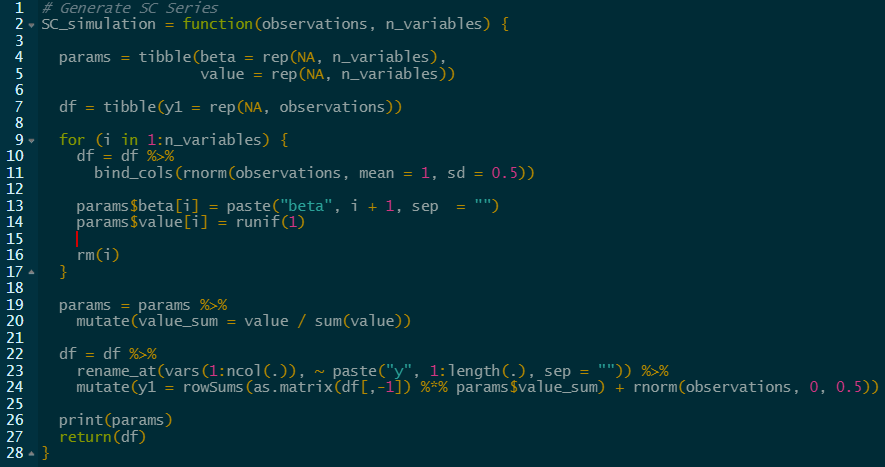 1 # Generate SC Series
2 SC_simulation = function(observations, n_variables) {
3
4   params = tibble(beta = rep(NA, n_variables),
5                   value = rep(NA, n_variables))
6
7   df = tibble(y1 = rep(NA, observations))
8
9   for (i in 1:n_variables) {
10     df = df %>%
11       bind_cols(rnorm(observations, mean = 1, sd = 0.5))
12
13     params$beta[i] = paste("beta", i + 1, sep  = "")
14     params$value[i] = runif(1)
15
16     rm(i)
17   }
18
19   params = params %>%
20     mutate(value_sum = value / sum(value))
21
22   df = df %>%
23     rename_at(vars(1:ncol(.)), ~ paste("y", 1:length(.), sep = "")) %>%
24     mutate(y1 = rowSums(as.matrix(df[,-1]) %*% params$value_sum) + rnorm(observations, 0, 0.5))
25
26   print(params)
27   return(df)
28 }